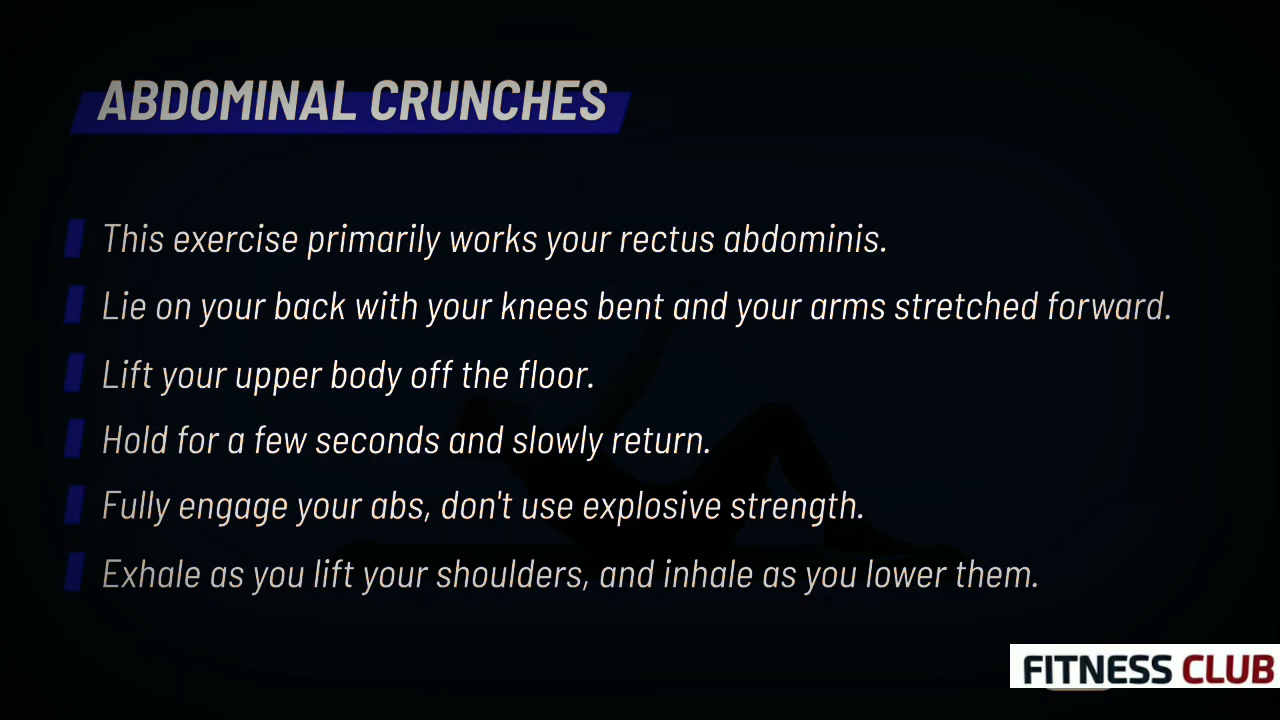 ABDOMINAL CRUNCHES
This exercise primarily works your rectus abdominis.
Lie on your back with your knees bent and your arms stretched forward.
Lift your upper body off the floor.
Hold for a few seconds and slowly return.
Fully engage your abs, don't use explosive strength.
Exhale as you lift your shoulders, and inhale as you lower them.
FITNESS CLUB